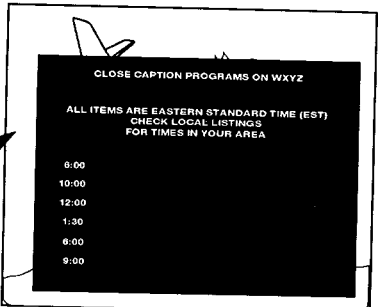 CLOSE CAPTION PROGRAMS ON WXYZ
ALL ITEMS ARE EASTERN STANDARD TIME (EST)
CHECK LOCAL LISTINGS
FOR TIMES IN YOUR AREA
8:00
10:00
12:00
1:30
6:00
9:00